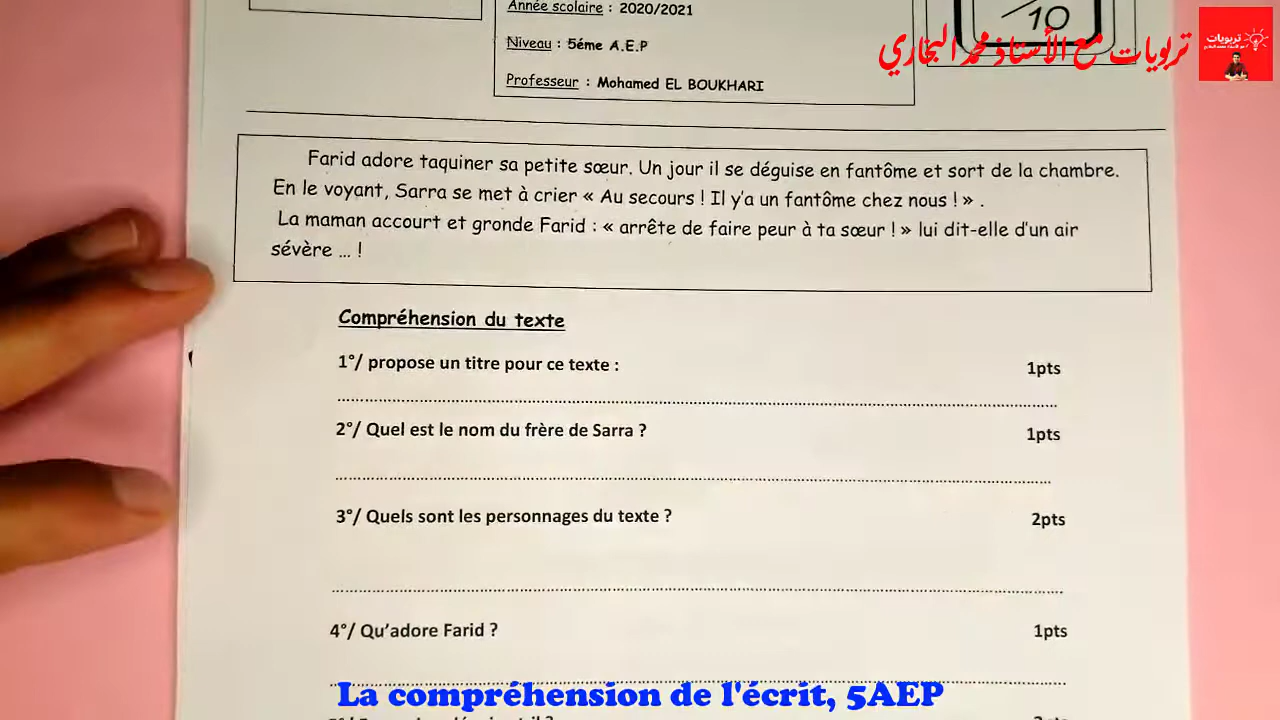 Année scolaire : 2020/2021
10
Niveau : 5éme A.E.P
تربويات مع الأستاذ محمد البخاري
تربويات
Professeur : Mohamed EL BOUKHARI
Farid adore taquiner sa petite sœur. Un jour il se déguise en fantôme et sort de la chambre.
En le voyant, Sarra se met à crier « Au secours ! Il y'a un fantôme chez nous ! » .
La maman accourt et gronde Farid : « arrête de faire peur à ta sœur ! » lui dit-elle d'un air
sévère ... !
Compréhension du texte
1°/ propose un titre pour ce texte : 1pts
2°/ Quel est le nom du frère de Sarra ? 1pts
3°/ Quels sont les personnages du texte ? 2pts
4°/ Qu'adore Farid ? 1pts
La compréhension de l'écrit, 5AEP